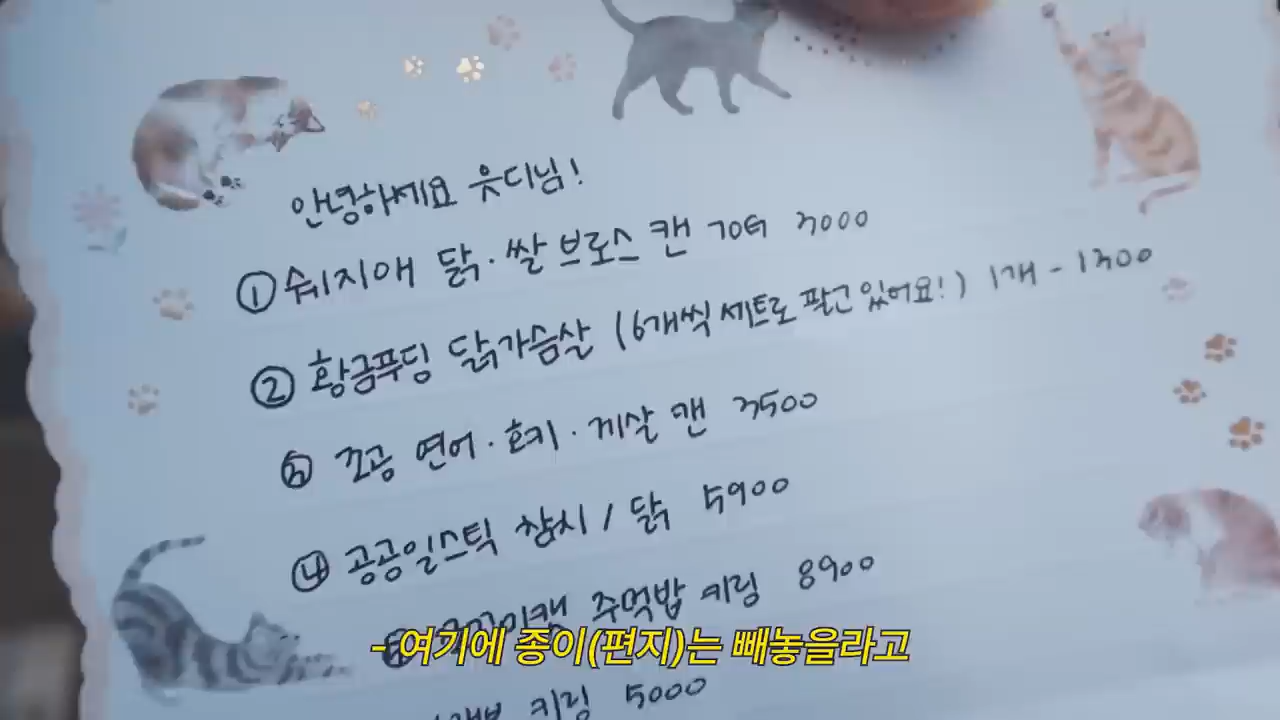 안녕하세요 웃디님!
① 쉬지애 닭·쌀 브로스 캔 70G 3000
② 황금푸딩 닭가슴살 (6개씩 세트로 팔고 있어요!) 1개 - 1300
③ 조공 연어·호키·게살 캔 3500
④ 공공일스틱 참치 / 닭 5900
⑤ 주먹밥 키링 8900
키링 5000
- 여기에 종이(편지)는 빼놓을라고